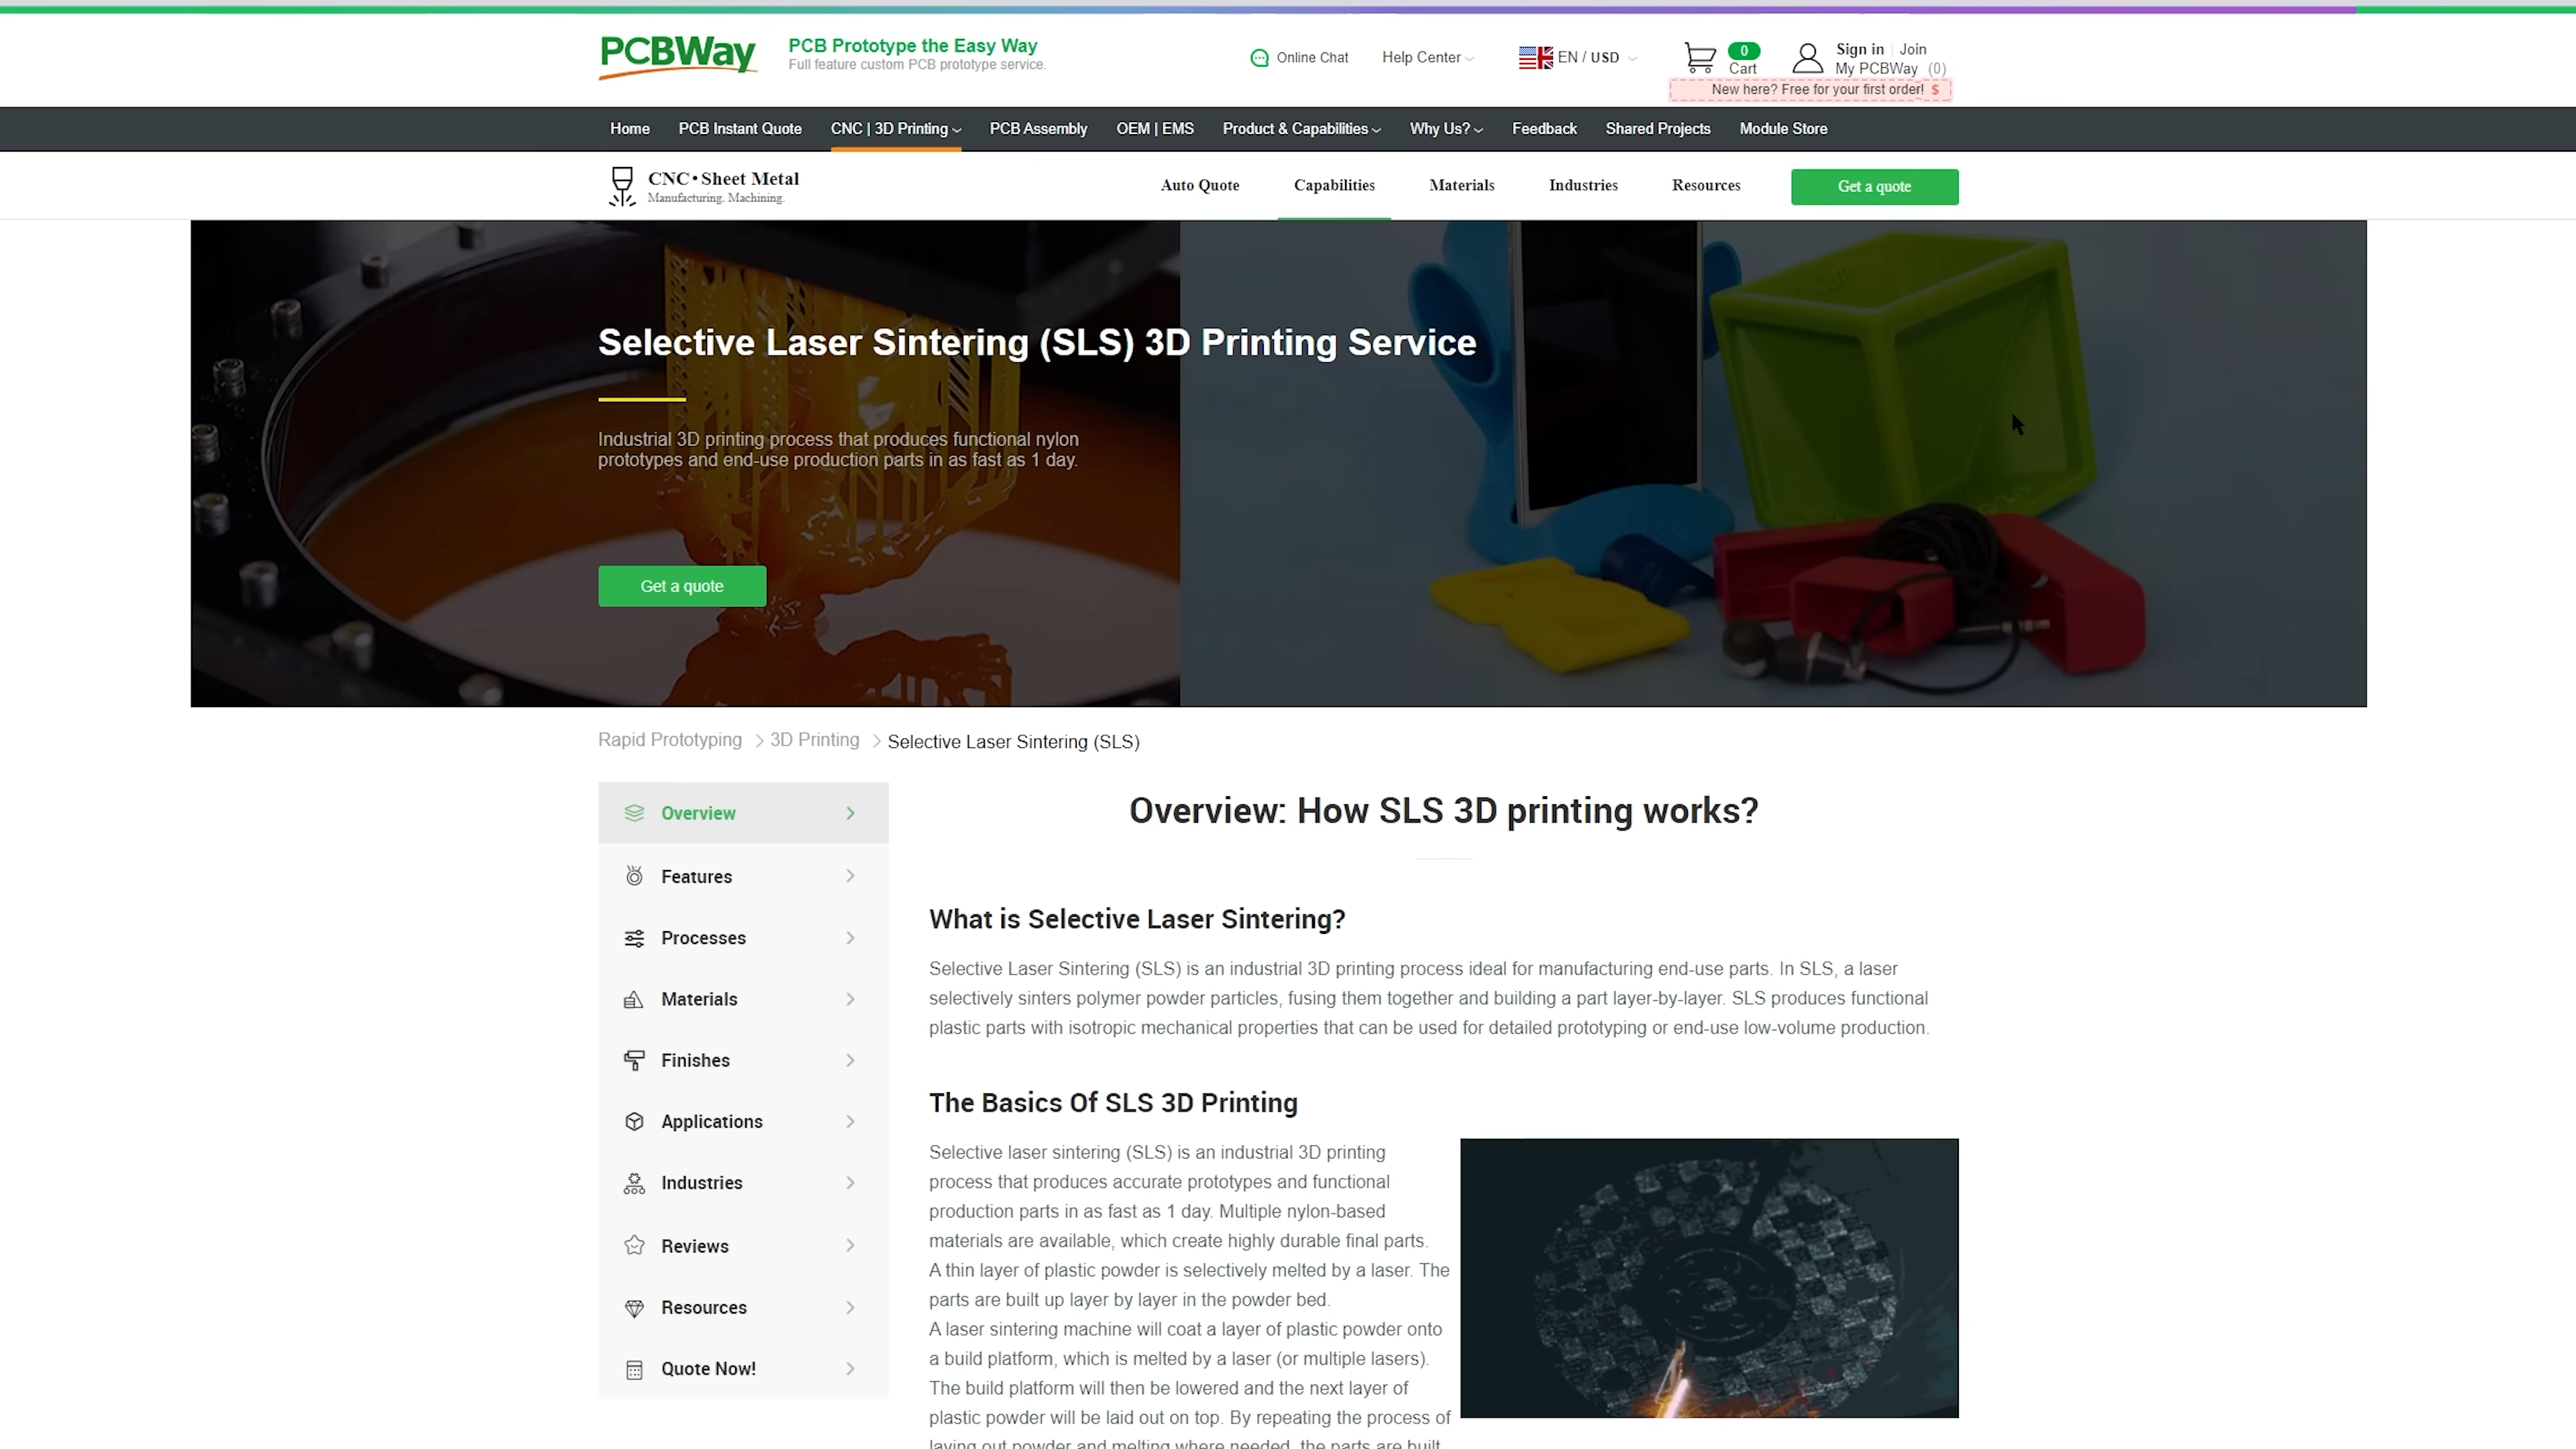 PCBWay
PCB Prototype the Easy Way
Full feature custom PCB prototype service.
Online Chat
Help Center
EN / USD
0
Cart
Sign in | Join
My PCBWay (0)
New here? Free for your first order! $
Home PCB Instant Quote CNC | 3D Printing PCB Assembly OEM | EMS Product & Capabilities Why Us? Feedback Shared Projects Module Store
CNC • Sheet Metal
Manufacturing. Machining.
Auto Quote Capabilities Materials Industries Resources Get a quote
Selective Laser Sintering (SLS) 3D Printing Service
Industrial 3D printing process that produces functional nylon
prototypes and end-use production parts in as fast as 1 day.
Get a quote
Rapid Prototyping > 3D Printing > Selective Laser Sintering (SLS)
Overview
Features
Processes
Materials
Finishes
Applications
Industries
Reviews
Resources
Quote Now!
Overview: How SLS 3D printing works?
What is Selective Laser Sintering?
Selective Laser Sintering (SLS) is an industrial 3D printing process ideal for manufacturing end-use parts. In SLS, a laser
selectively sinters polymer powder particles, fusing them together and building a part layer-by-layer. SLS produces functional
plastic parts with isotropic mechanical properties that can be used for detailed prototyping or end-use low-volume production.
The Basics Of SLS 3D Printing
Selective laser sintering (SLS) is an industrial 3D printing
process that produces accurate prototypes and functional
production parts in as fast as 1 day. Multiple nylon-based
materials are available, which create highly durable final parts.
A thin layer of plastic powder is selectively melted by a laser. The
parts are built up layer by layer in the powder bed.
A laser sintering machine will coat a layer of plastic powder onto
a build platform, which is melted by a laser (or multiple lasers).
The build platform will then be lowered and the next layer of
plastic powder will be laid out on top. By repeating the process of
laying out powder and melting where needed, the parts are built